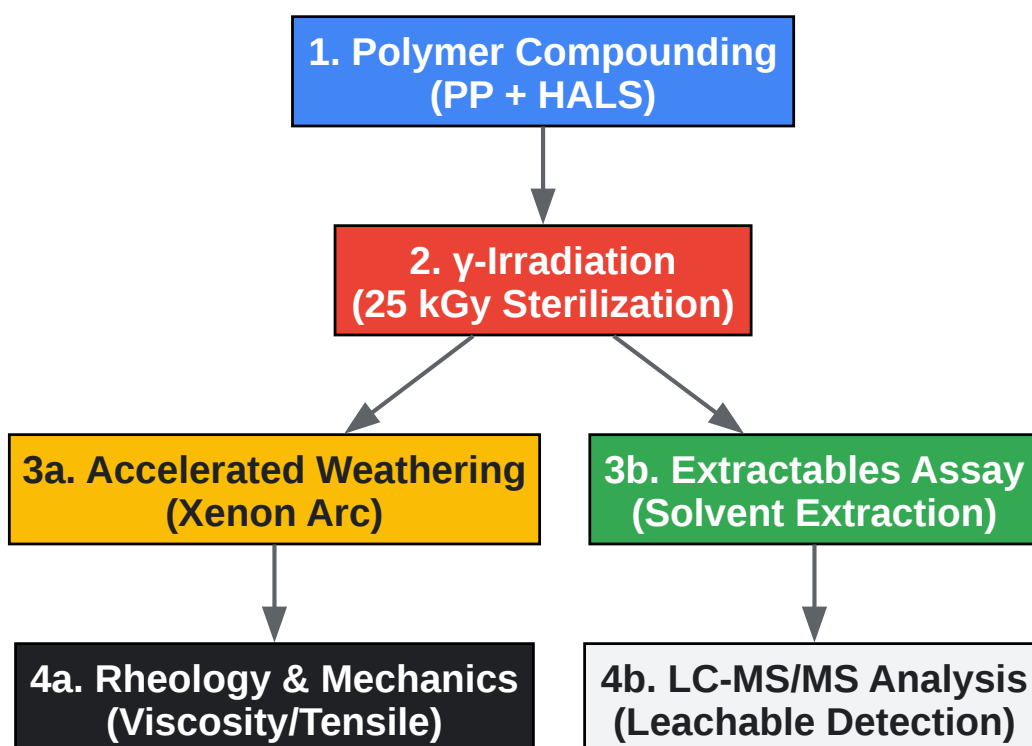 1. Polymer Compounding
(PP + HALS)
2. γ-Irradiation
(25 kGy Sterilization)
3a. Accelerated Weathering
(Xenon Arc)
3b. Extractables Assay
(Solvent Extraction)
4a. Rheology & Mechanics
(Viscosity/Tensile)
4b. LC-MS/MS Analysis
(Leachable Detection)